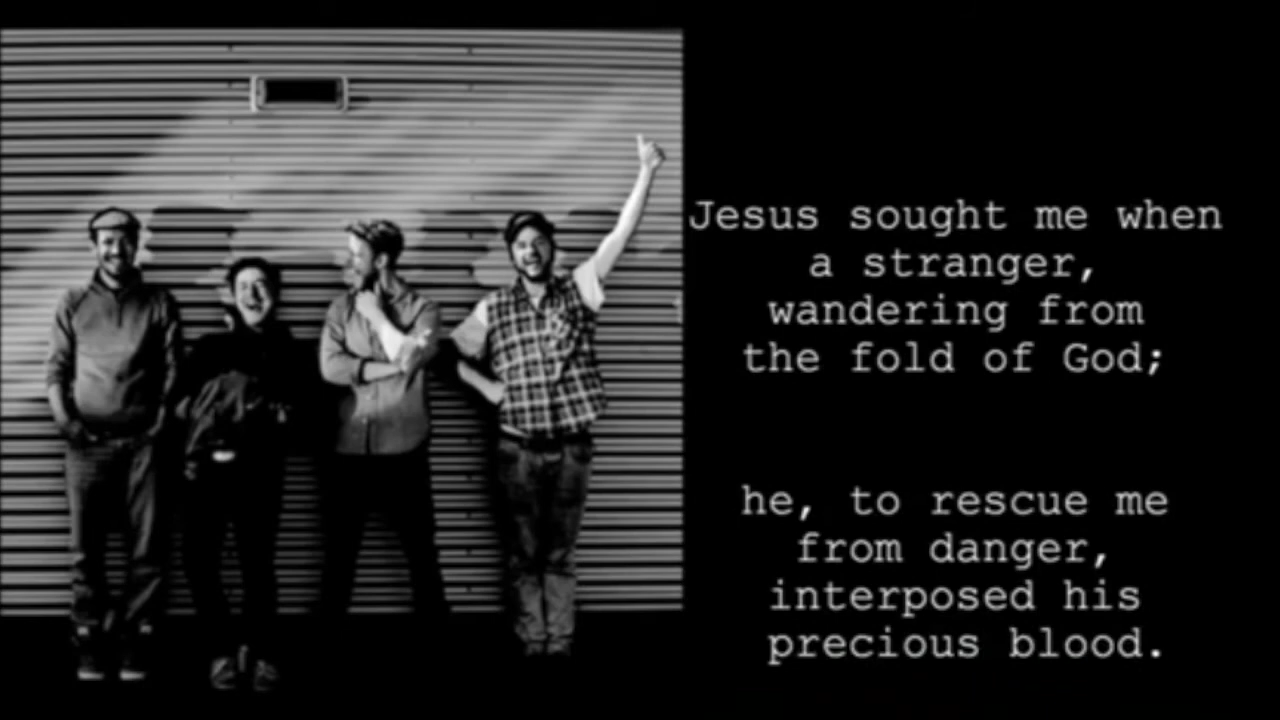 Jesus sought me when
a stranger,
wandering from
the fold of God;
he, to rescue me
from danger,
interposed his
precious blood.